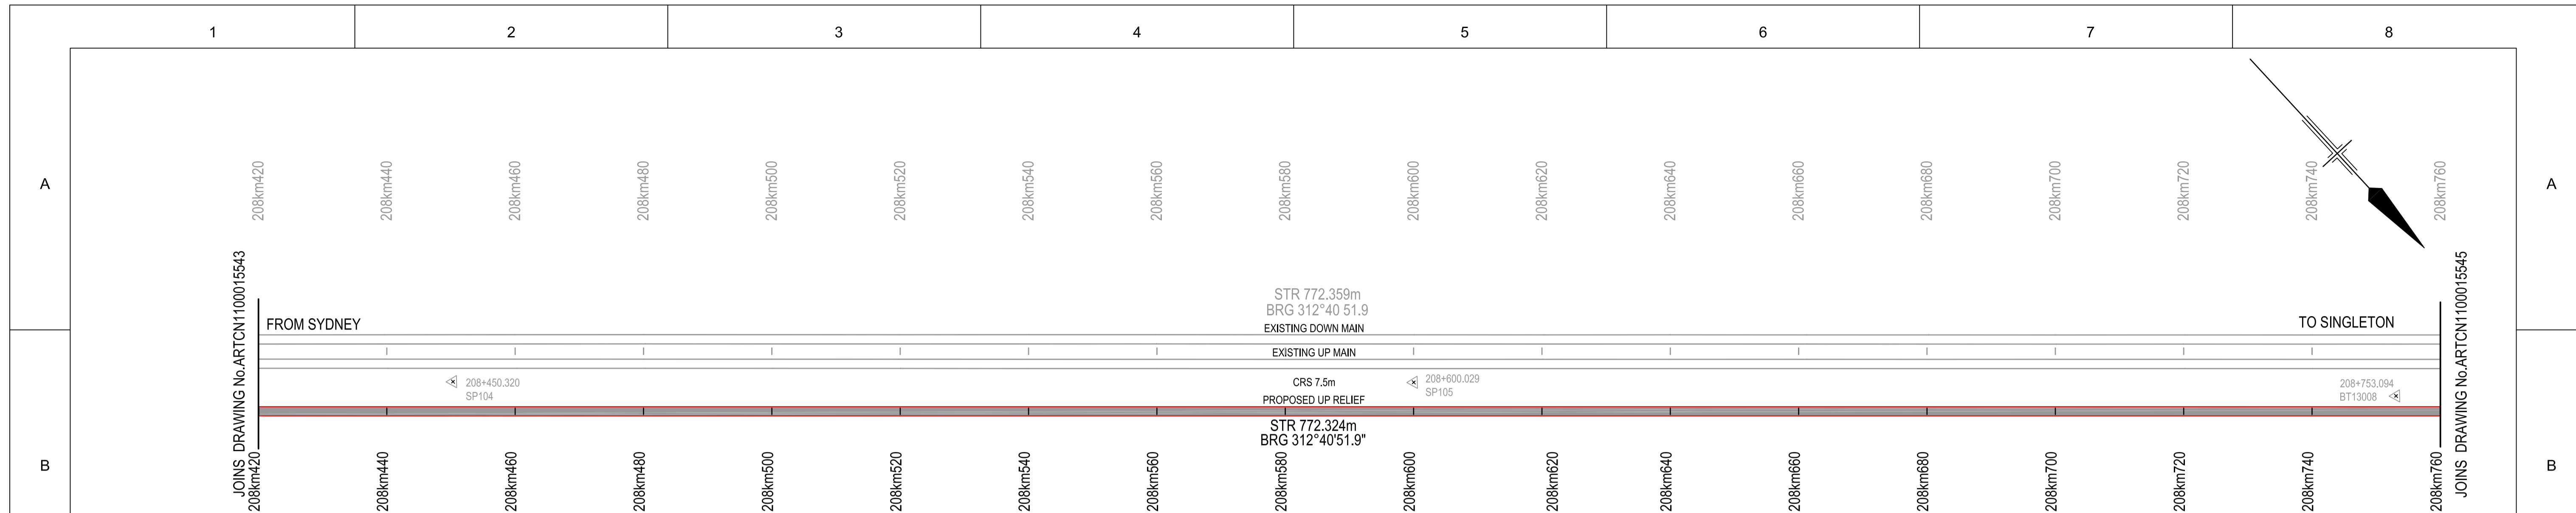 1
2
3
4
5
6
7
8
A
A
208km420
208km440
208km460
208km480
208km500
208km520
208km540
208km560
208km580
208km600
208km620
208km640
208km660
208km680
208km700
208km720
208km740
208km760
JOINS DRAWING No.ARTCN1100015543
JOINS DRAWING No.ARTCN1100015545
STR 772.359m
BRG 312°40 51.9
FROM SYDNEY
EXISTING DOWN MAIN
TO SINGLETON
EXISTING UP MAIN
208+450.320
SP104
CRS 7.5m
208+600.029
SP105
208+753.094
BT13008
PROPOSED UP RELIEF
STR 772.324m
BRG 312°40'51.9"
B
B
208km420
208km440
208km460
208km480
208km500
208km520
208km540
208km560
208km580
208km600
208km620
208km640
208km660
208km680
208km700
208km720
208km740
208km760